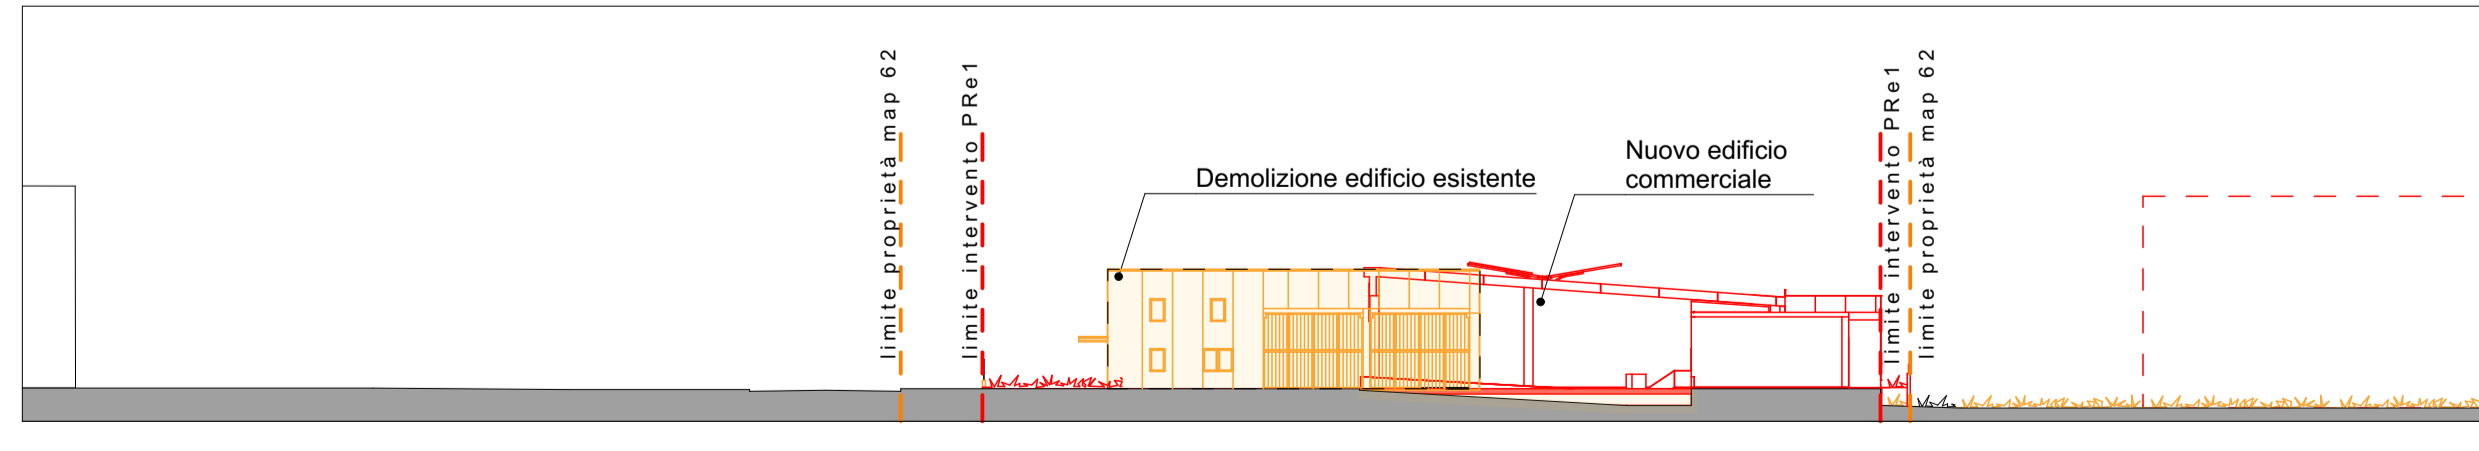 limite proprietà map 62
limite intervento PRe1
Demolizione edificio esistente
Nuovo edificio
commerciale
limite intervento PRe1
limite proprietà map 62